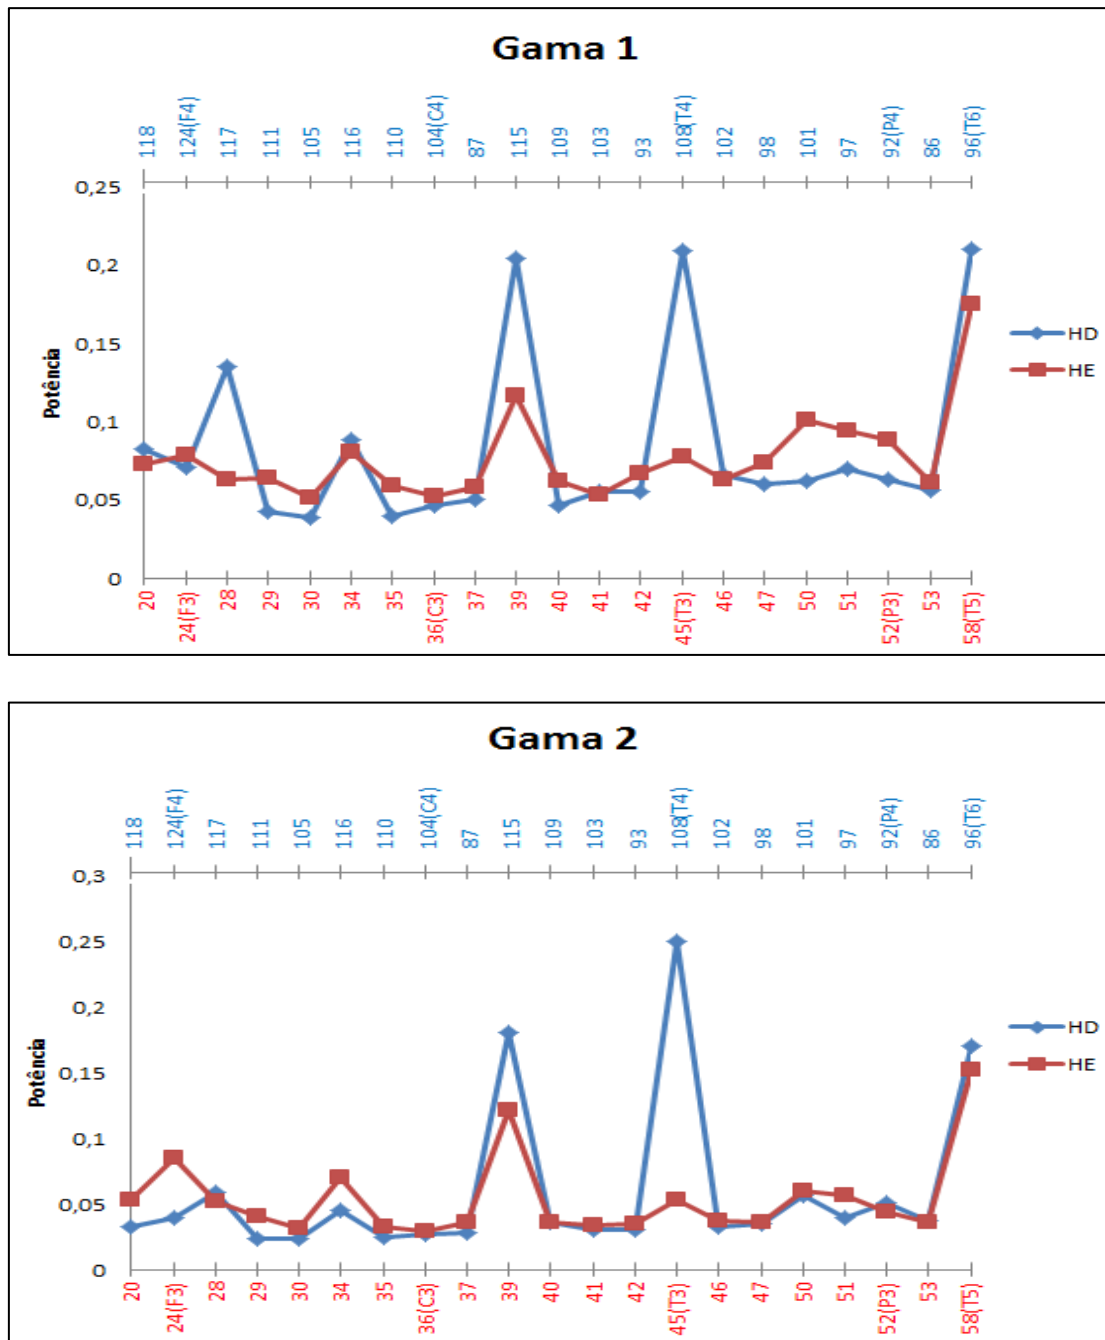 Gama 1
118 124(F4) 117 111 105 116 110 104(C4) 87 115 109 103 93 108(T4) 102 98 101 97 92(P4) 86 96(T6)
0,25
0,2
0,15
0,1
0,05
0
Potência
HD
HE
20 24(F3) 28 29 30 34 35 36(C3) 37 39 40 41 42 45(T3) 46 47 50 51 52(P3) 53 58(T5)
Gama 2
118 124(F4) 117 111 105 116 110 104(C4) 87 115 109 103 93 108(T4) 102 98 101 97 92(P4) 86 96(T6)
0,3
0,25
0,2
0,15
0,1
0,05
0
Potência
HD
HE
20 24(F3) 28 29 30 34 35 36(C3) 37 39 40 41 42 45(T3) 46 47 50 51 52(P3) 53 58(T5)